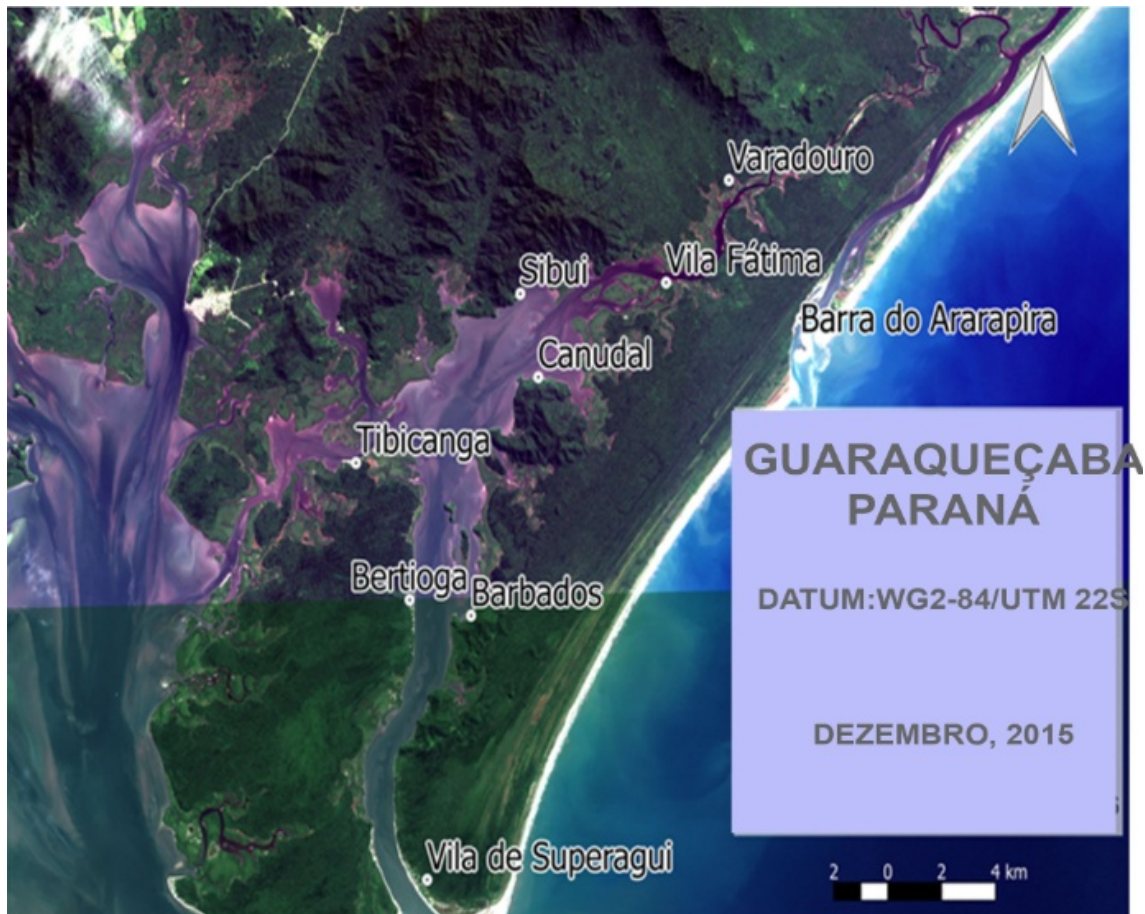 Varadouro
Sibui
Vila Fátima
Barra do Ararapira
Canudal
Tibicanga
GUARAQUEÇABA
PARANÁ
Bertioga
Barbados
DATUM:WG2-84/UTM 22S
DEZEMBRO, 2015
Vila de Superagui
2 0 2 4 km